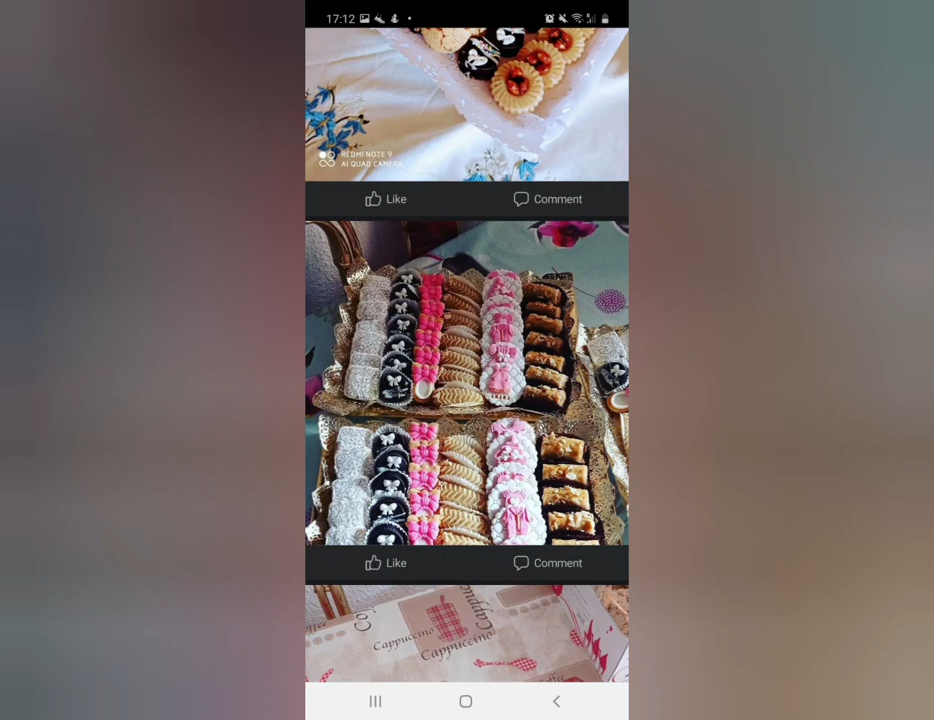 17:12
REDMI NOTE 9
AI QUAD CAMERA
Like
Comment
Like
Comment
Cappuccino
Cappuccino